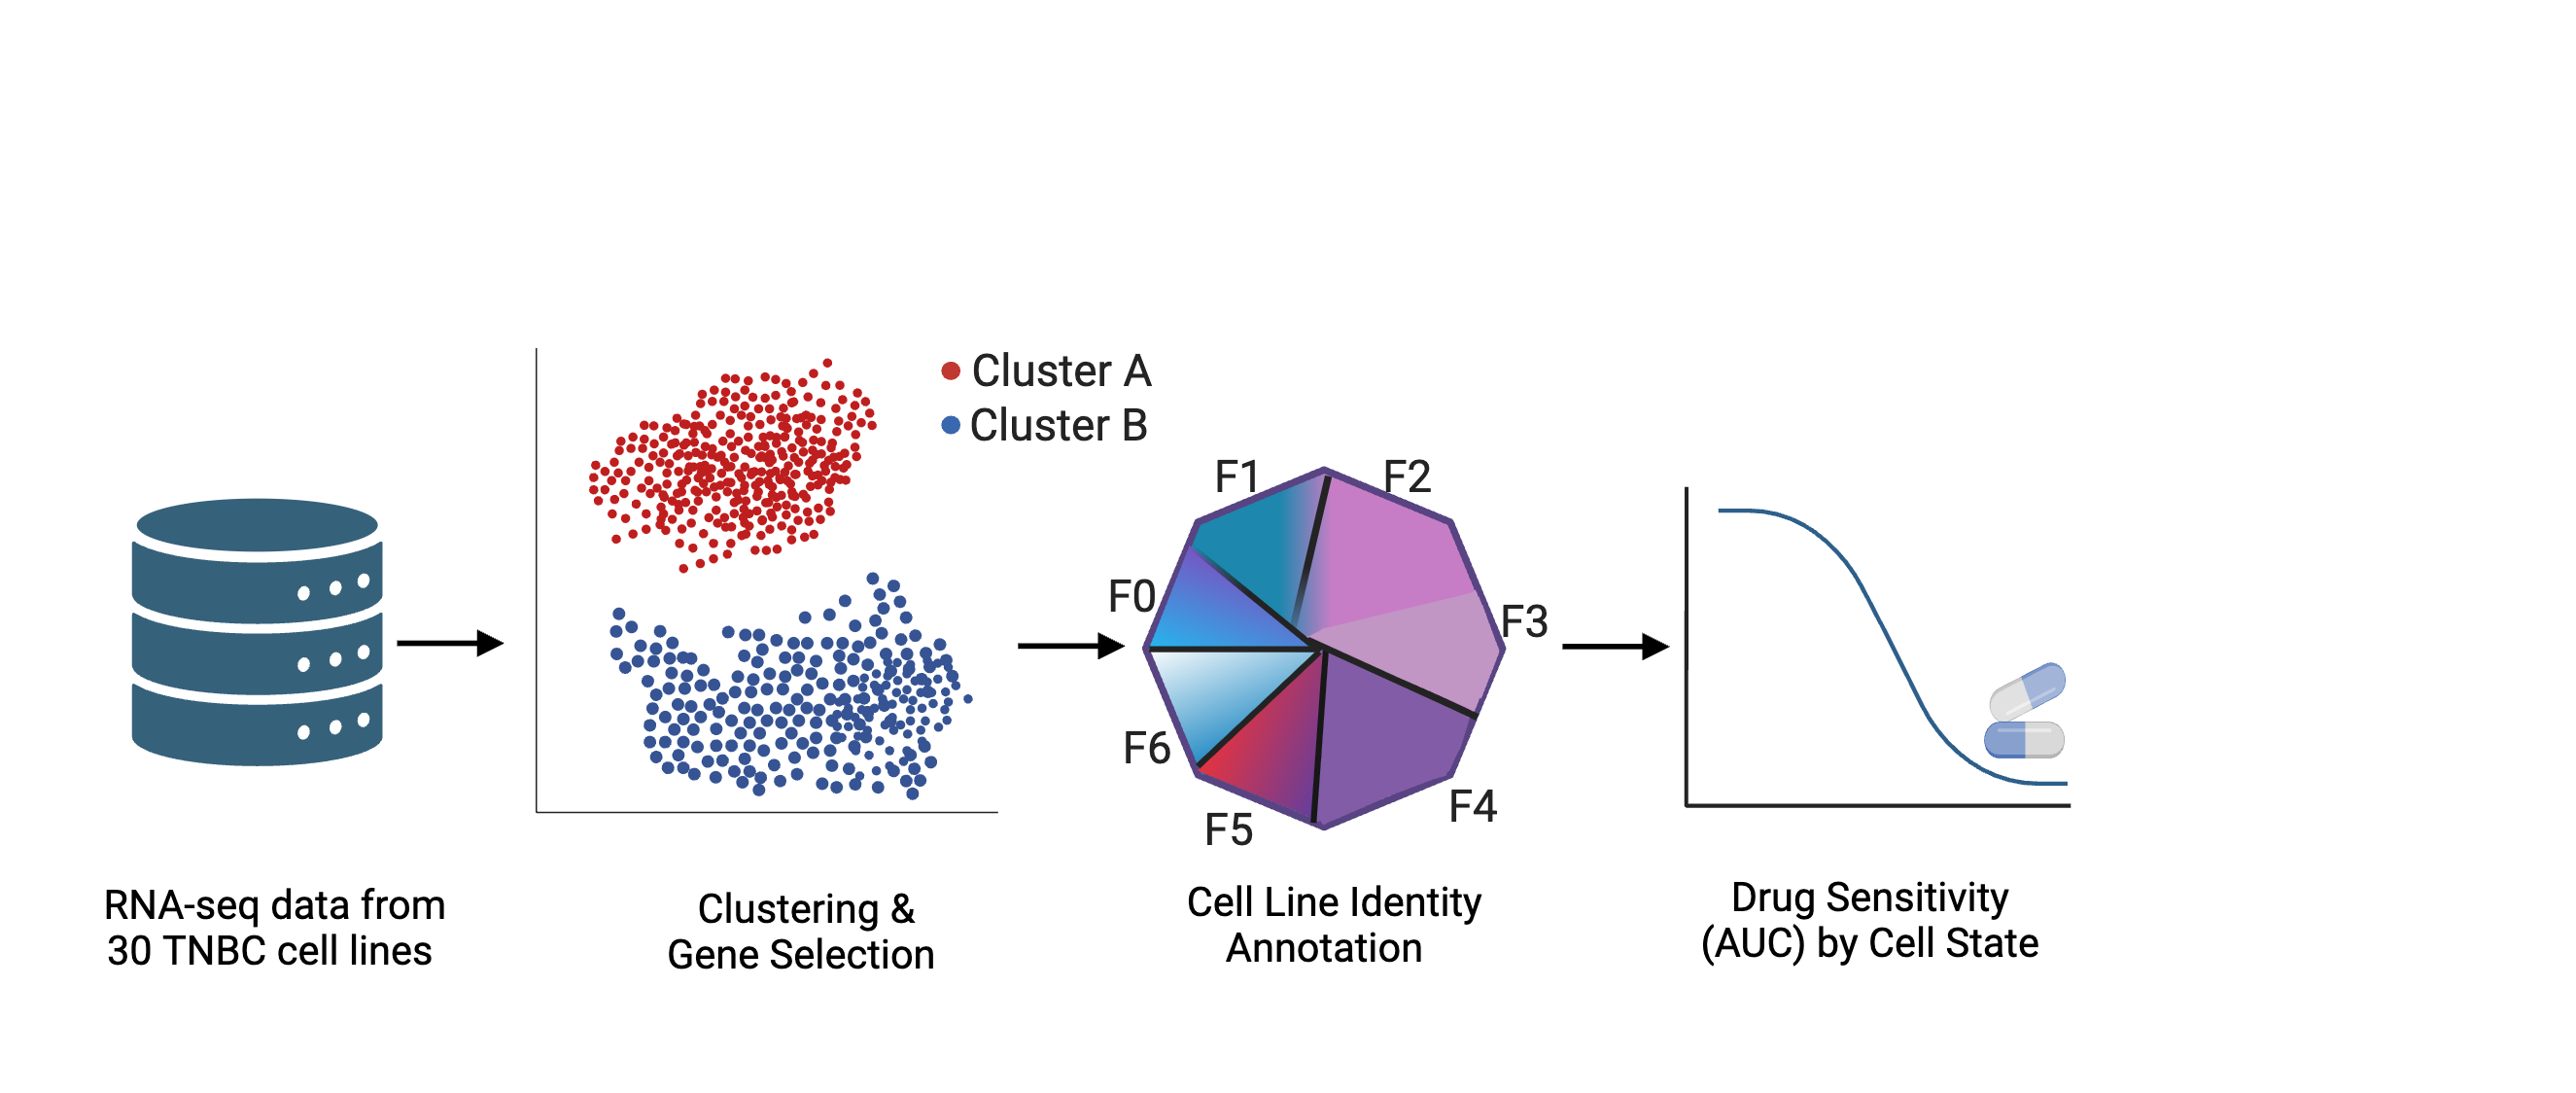 Cluster A
Cluster B
F1
F2
F0
F3
F6
F4
F5
RNA-seq data from
30 TNBC cell lines
Clustering &
Gene Selection
Cell Line Identity
Annotation
Drug Sensitivity
(AUC) by Cell State